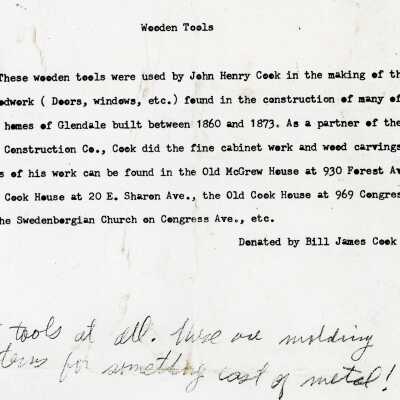 Wooden Tools
These wooden tools were used by John Henry Cook in the making of th
odwork ( Doors, windows, etc.) found in the construction of many of
homes of Glendale built between 1860 and 1873. As a partner of the
Construction Co., Cook did the fine cabinet work and wood carvings
s of his work can be found in the Old McGrew House at 930 Forest Av
Cook House at 20 E. Sharon Ave., the Old Cook House at 969 Congres
he Swedenborgian Church on Congress Ave., etc.
Donated by Bill James Cook
tools at all. These are molding
terns for something cast of metal!